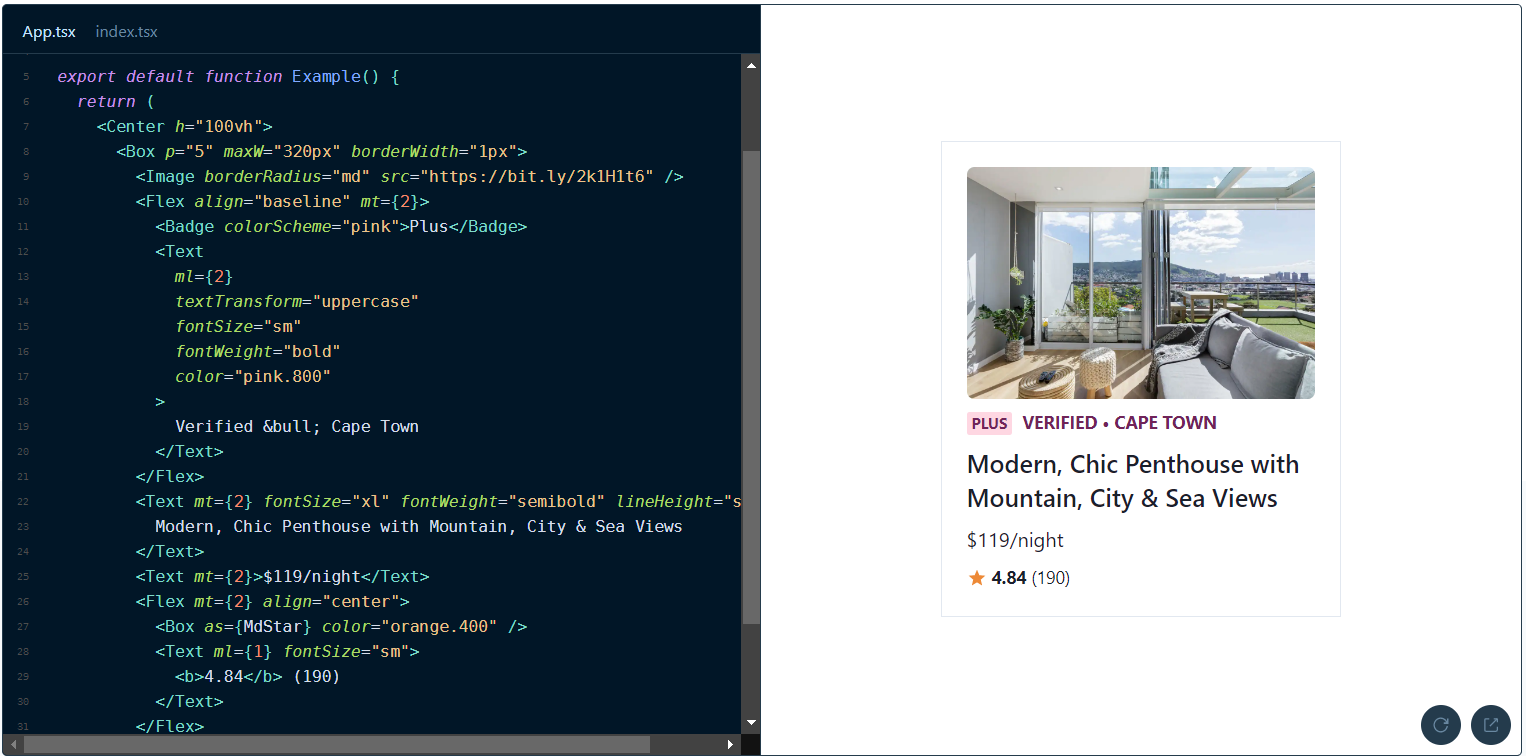 App.tsx index.tsx
5 export default function Example() {
6 return (
7 <Center h="100vh">
8 <Box p="5" maxW="320px" borderWidth="1px">
9 <Image borderRadius="md" src="https://bit.ly/2k1H1t6" />
10 <Flex align="baseline" mt={2}>
11 <Badge colorScheme="pink">Plus</Badge>
12 <Text
13 ml={2}
14 textTransform="uppercase"
15 fontSize="sm"
16 fontWeight="bold"
17 color="pink.800"
18 >
19 Verified &bull; Cape Town
20 </Text>
21 </Flex>
22 <Text mt={2} fontSize="xl" fontWeight="semibold" lineHeight="s
23 Modern, Chic Penthouse with Mountain, City & Sea Views
24 </Text>
25 <Text mt={2}>$119/night</Text>
26 <Flex mt={2} align="center">
27 <Box as={MdStar} color="orange.400" />
28 <Text ml={1} fontSize="sm">
29 <b>4.84</b> (190)
30 </Text>
31 </Flex>
PLUS VERIFIED • CAPE TOWN
Modern, Chic Penthouse with
Mountain, City & Sea Views
$119/night
4.84 (190)